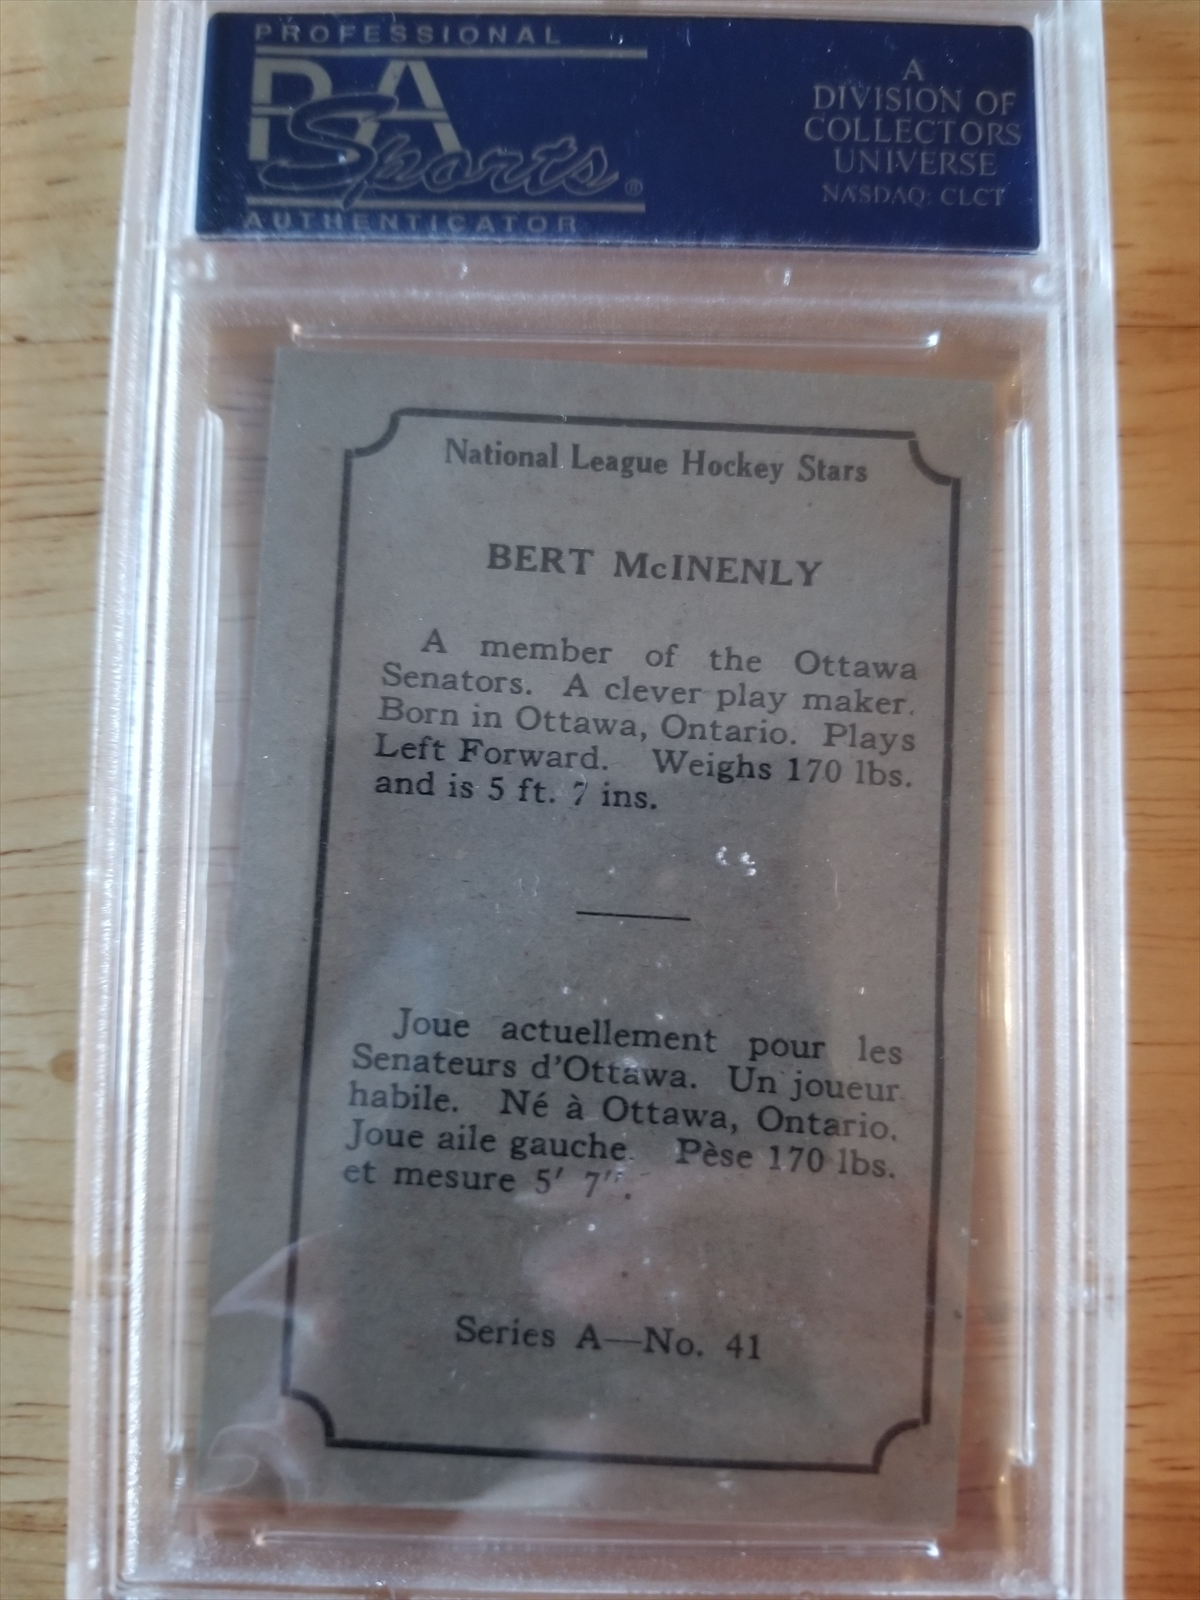 PROFESSIONAL
PSA
Sports®
AUTHENTICATOR
A
DIVISION OF
COLLECTORS
UNIVERSE
NASDAQ: CLCT
National League Hockey Stars
BERT McINENLY
A member of the Ottawa
Senators. A clever play maker.
Born in Ottawa, Ontario. Plays
Left Forward. Weighs 170 lbs.
and is 5 ft. 7 ins.
Joue actuellement pour les
Senateurs d'Ottawa. Un joueur
habile. Né à Ottawa, Ontario.
Joue aile gauche. Pèse 170 lbs.
et mesure 5' 7".
Series A—No. 41